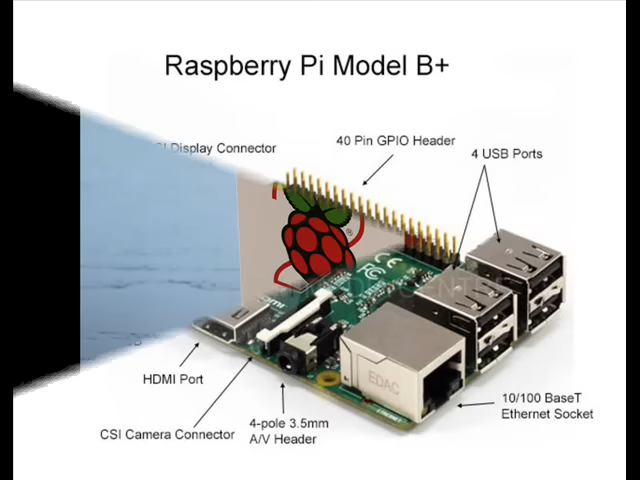 Raspberry Pi Model B+
Display Connector
40 Pin GPIO Header
4 USB Ports
EDAC
HDMI Port
10/100 BaseT
Ethernet Socket
4-pole 3.5mm
A/V Header
CSI Camera Connector